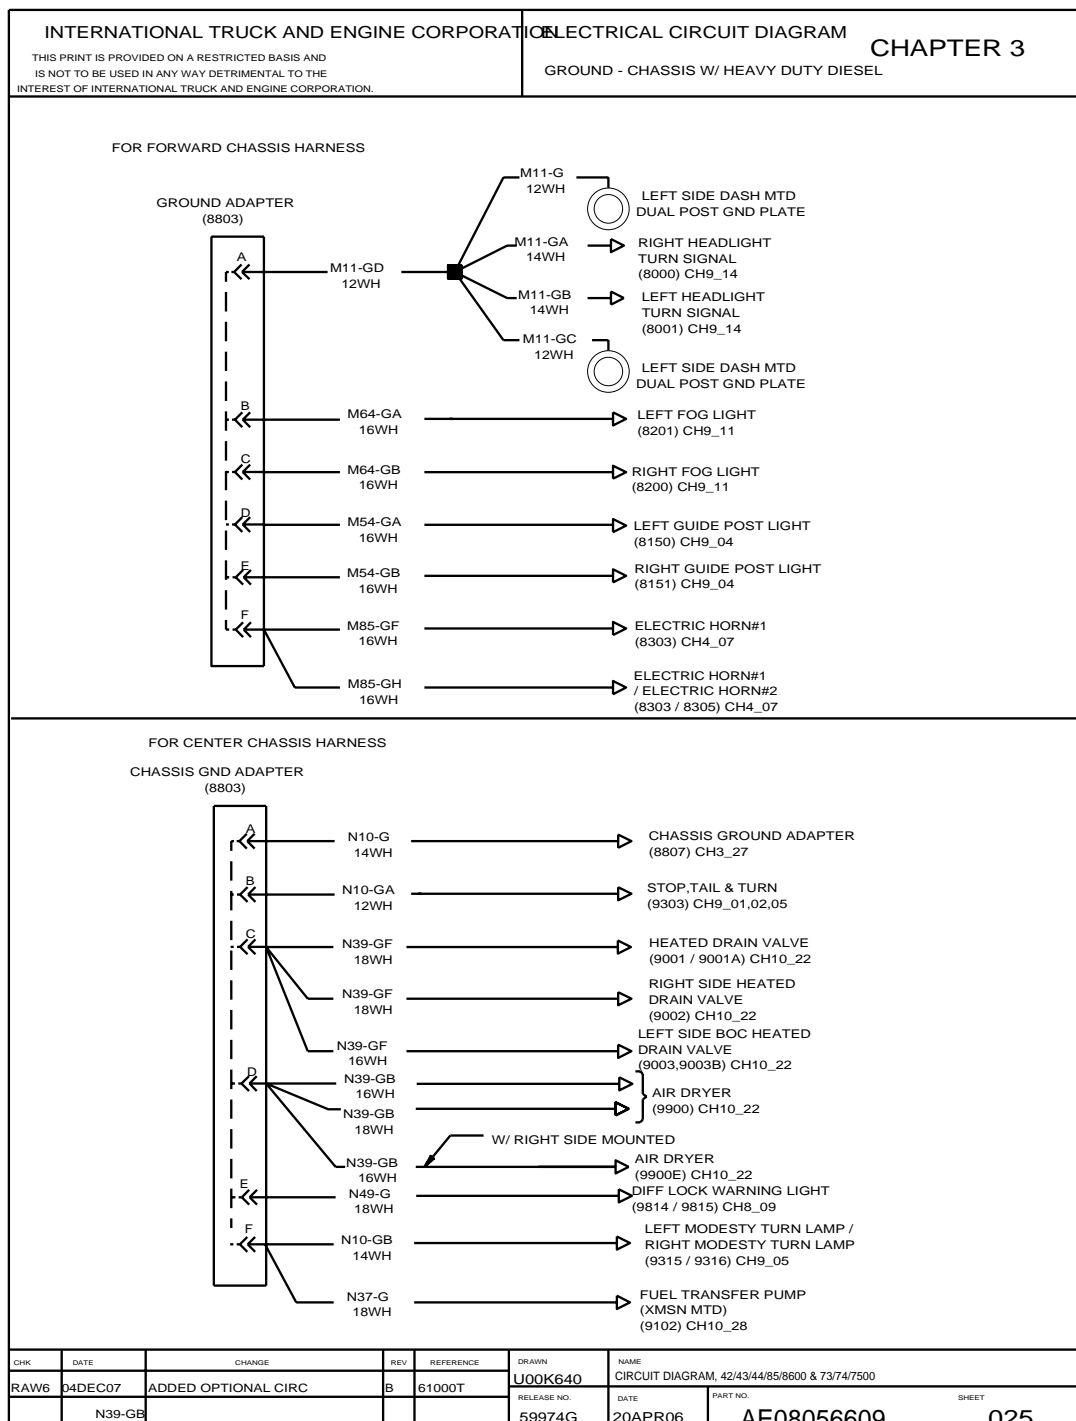 INTERNATIONAL TRUCK AND ENGINE CORPORATION
THIS PRINT IS PROVIDED ON A RESTRICTED BASIS AND
IS NOT TO BE USED IN ANY WAY DETRIMENTAL TO THE
INTEREST OF INTERNATIONAL TRUCK AND ENGINE CORPORATION.
ELECTRICAL CIRCUIT DIAGRAM
CHAPTER 3
GROUND - CHASSIS W/ HEAVY DUTY DIESEL
FOR FORWARD CHASSIS HARNESS
GROUND ADAPTER
(8803)
A
M11-GD
12WH
M11-G
12WH
LEFT SIDE DASH MTD
DUAL POST GND PLATE
M11-GA
14WH
RIGHT HEADLIGHT
TURN SIGNAL
(8000) CH9_14
M11-GB
14WH
LEFT HEADLIGHT
TURN SIGNAL
(8001) CH9_14
M11-GC
12WH
LEFT SIDE DASH MTD
DUAL POST GND PLATE
B
M64-GA
16WH
LEFT FOG LIGHT
(8201) CH9_11
C
M64-GB
16WH
RIGHT FOG LIGHT
(8200) CH9_11
D
M54-GA
16WH
LEFT GUIDE POST LIGHT
(8150) CH9_04
E
M54-GB
16WH
RIGHT GUIDE POST LIGHT
(8151) CH9_04
F
M85-GF
16WH
ELECTRIC HORN#1
(8303) CH4_07
M85-GH
16WH
ELECTRIC HORN#1
/ ELECTRIC HORN#2
(8303 / 8305) CH4_07
FOR CENTER CHASSIS HARNESS
CHASSIS GND ADAPTER
(8803)
A
N10-G
14WH
CHASSIS GROUND ADAPTER
(8807) CH3_27
B
N10-GA
12WH
STOP,TAIL & TURN
(9303) CH9_01,02,05
C
N39-GF
18WH
HEATED DRAIN VALVE
(9001 / 9001A) CH10_22
N39-GF
18WH
RIGHT SIDE HEATED
DRAIN VALVE
(9002) CH10_22
N39-GF
16WH
LEFT SIDE BOC HEATED
DRAIN VALVE
(9003,9003B) CH10_22
D
N39-GB
16WH
N39-GB
18WH
AIR DRYER
(9900) CH10_22
W/ RIGHT SIDE MOUNTED
N39-GB
16WH
AIR DRYER
(9900E) CH10_22
E
N49-G
18WH
DIFF LOCK WARNING LIGHT
(9814 / 9815) CH8_09
F
N10-GB
14WH
LEFT MODESTY TURN LAMP /
RIGHT MODESTY TURN LAMP
(9315 / 9316) CH9_05
N37-G
18WH
FUEL TRANSFER PUMP
(XMSN MTD)
(9102) CH10_28
CHK DATE CHANGE REV REFERENCE
RAW6 04DEC07 ADDED OPTIONAL CIRC B 61000T
N39-GB
DRAWN
U00K640
NAME
CIRCUIT DIAGRAM, 42/43/44/85/8600 & 73/74/7500
RELEASE NO.
59974G
DATE
20APR06
PART NO.
AE08056609
SHEET
025